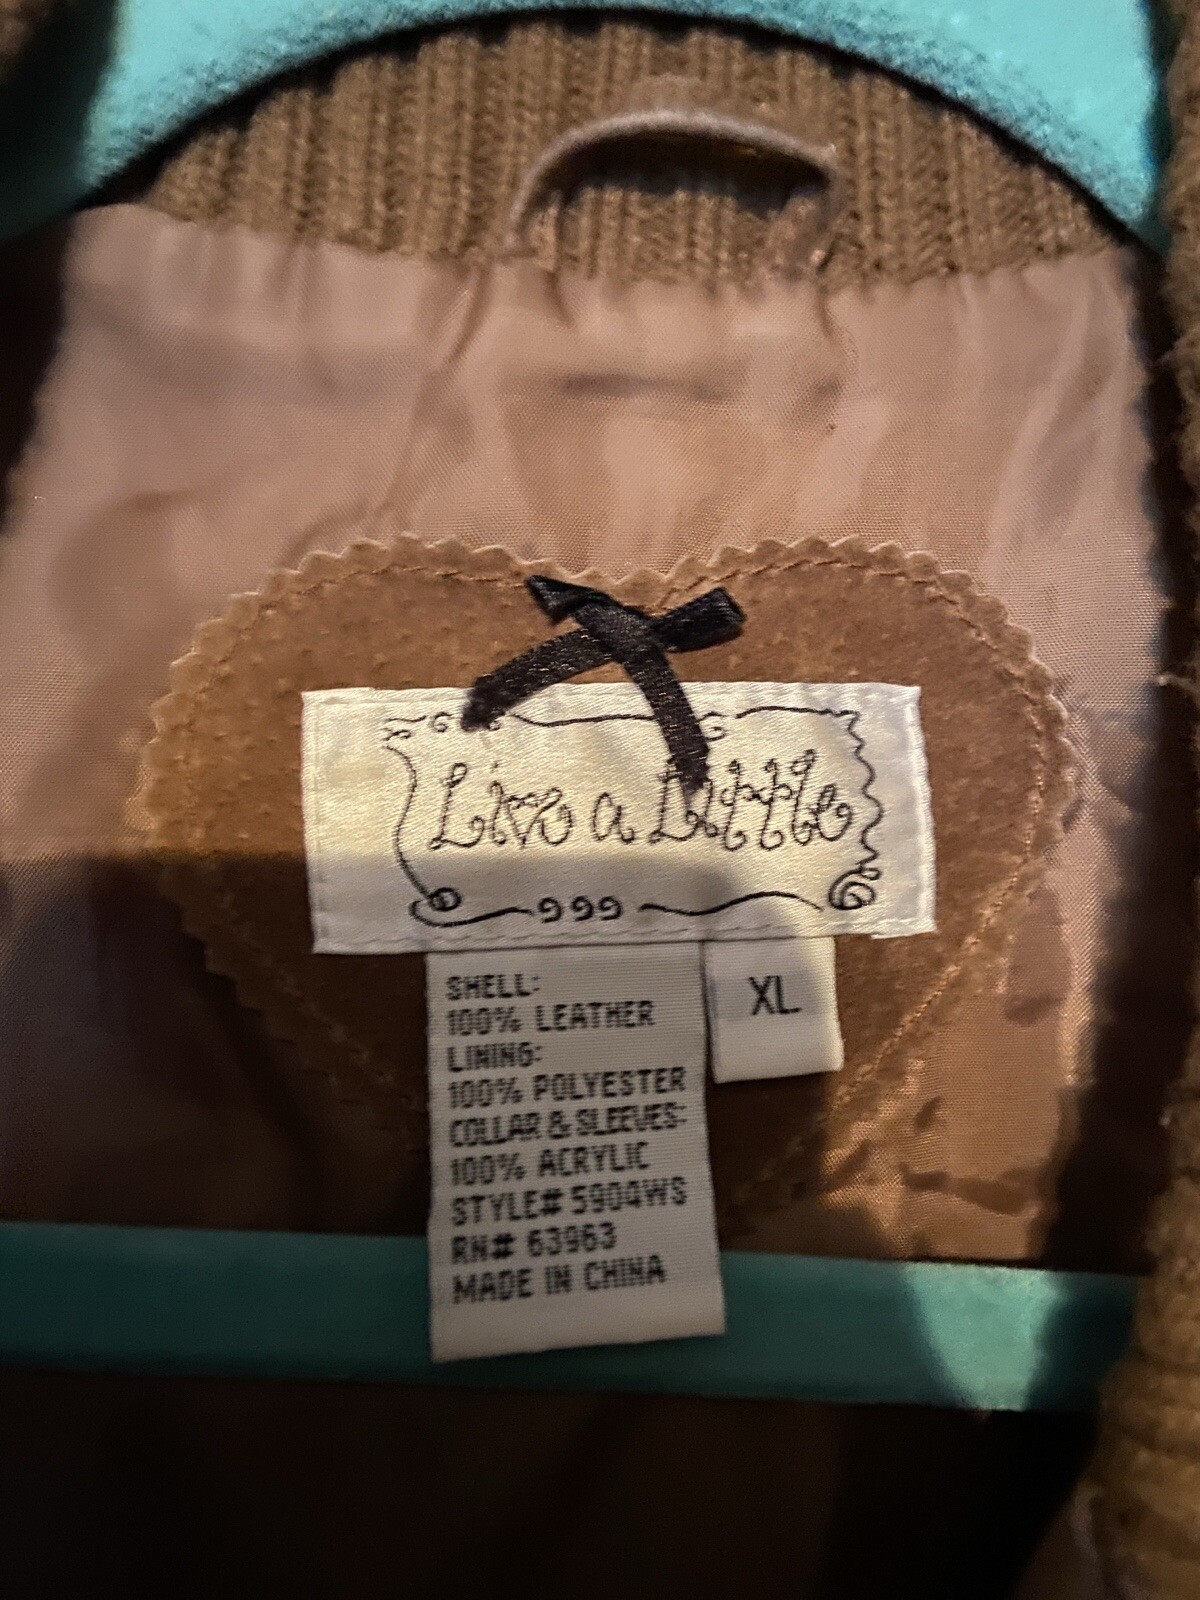 Live a Little
999
SHELL:
100% LEATHER
LINING:
100% POLYESTER
COLLAR & SLEEVES:
100% ACRYLIC
STYLE# 5904WS
RN# 63963
MADE IN CHINA
XL